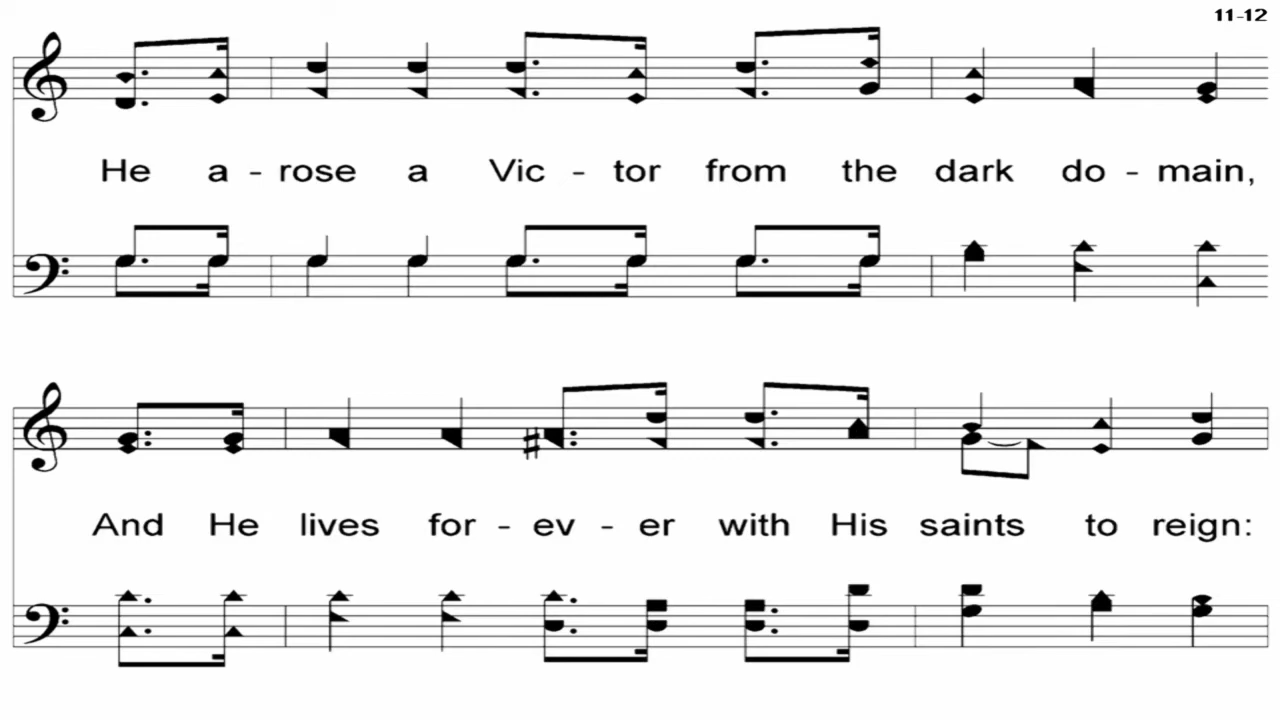 11-12
He a - rose a Vic - tor from the dark do - main,
And He lives for - ev - er with His saints to reign: